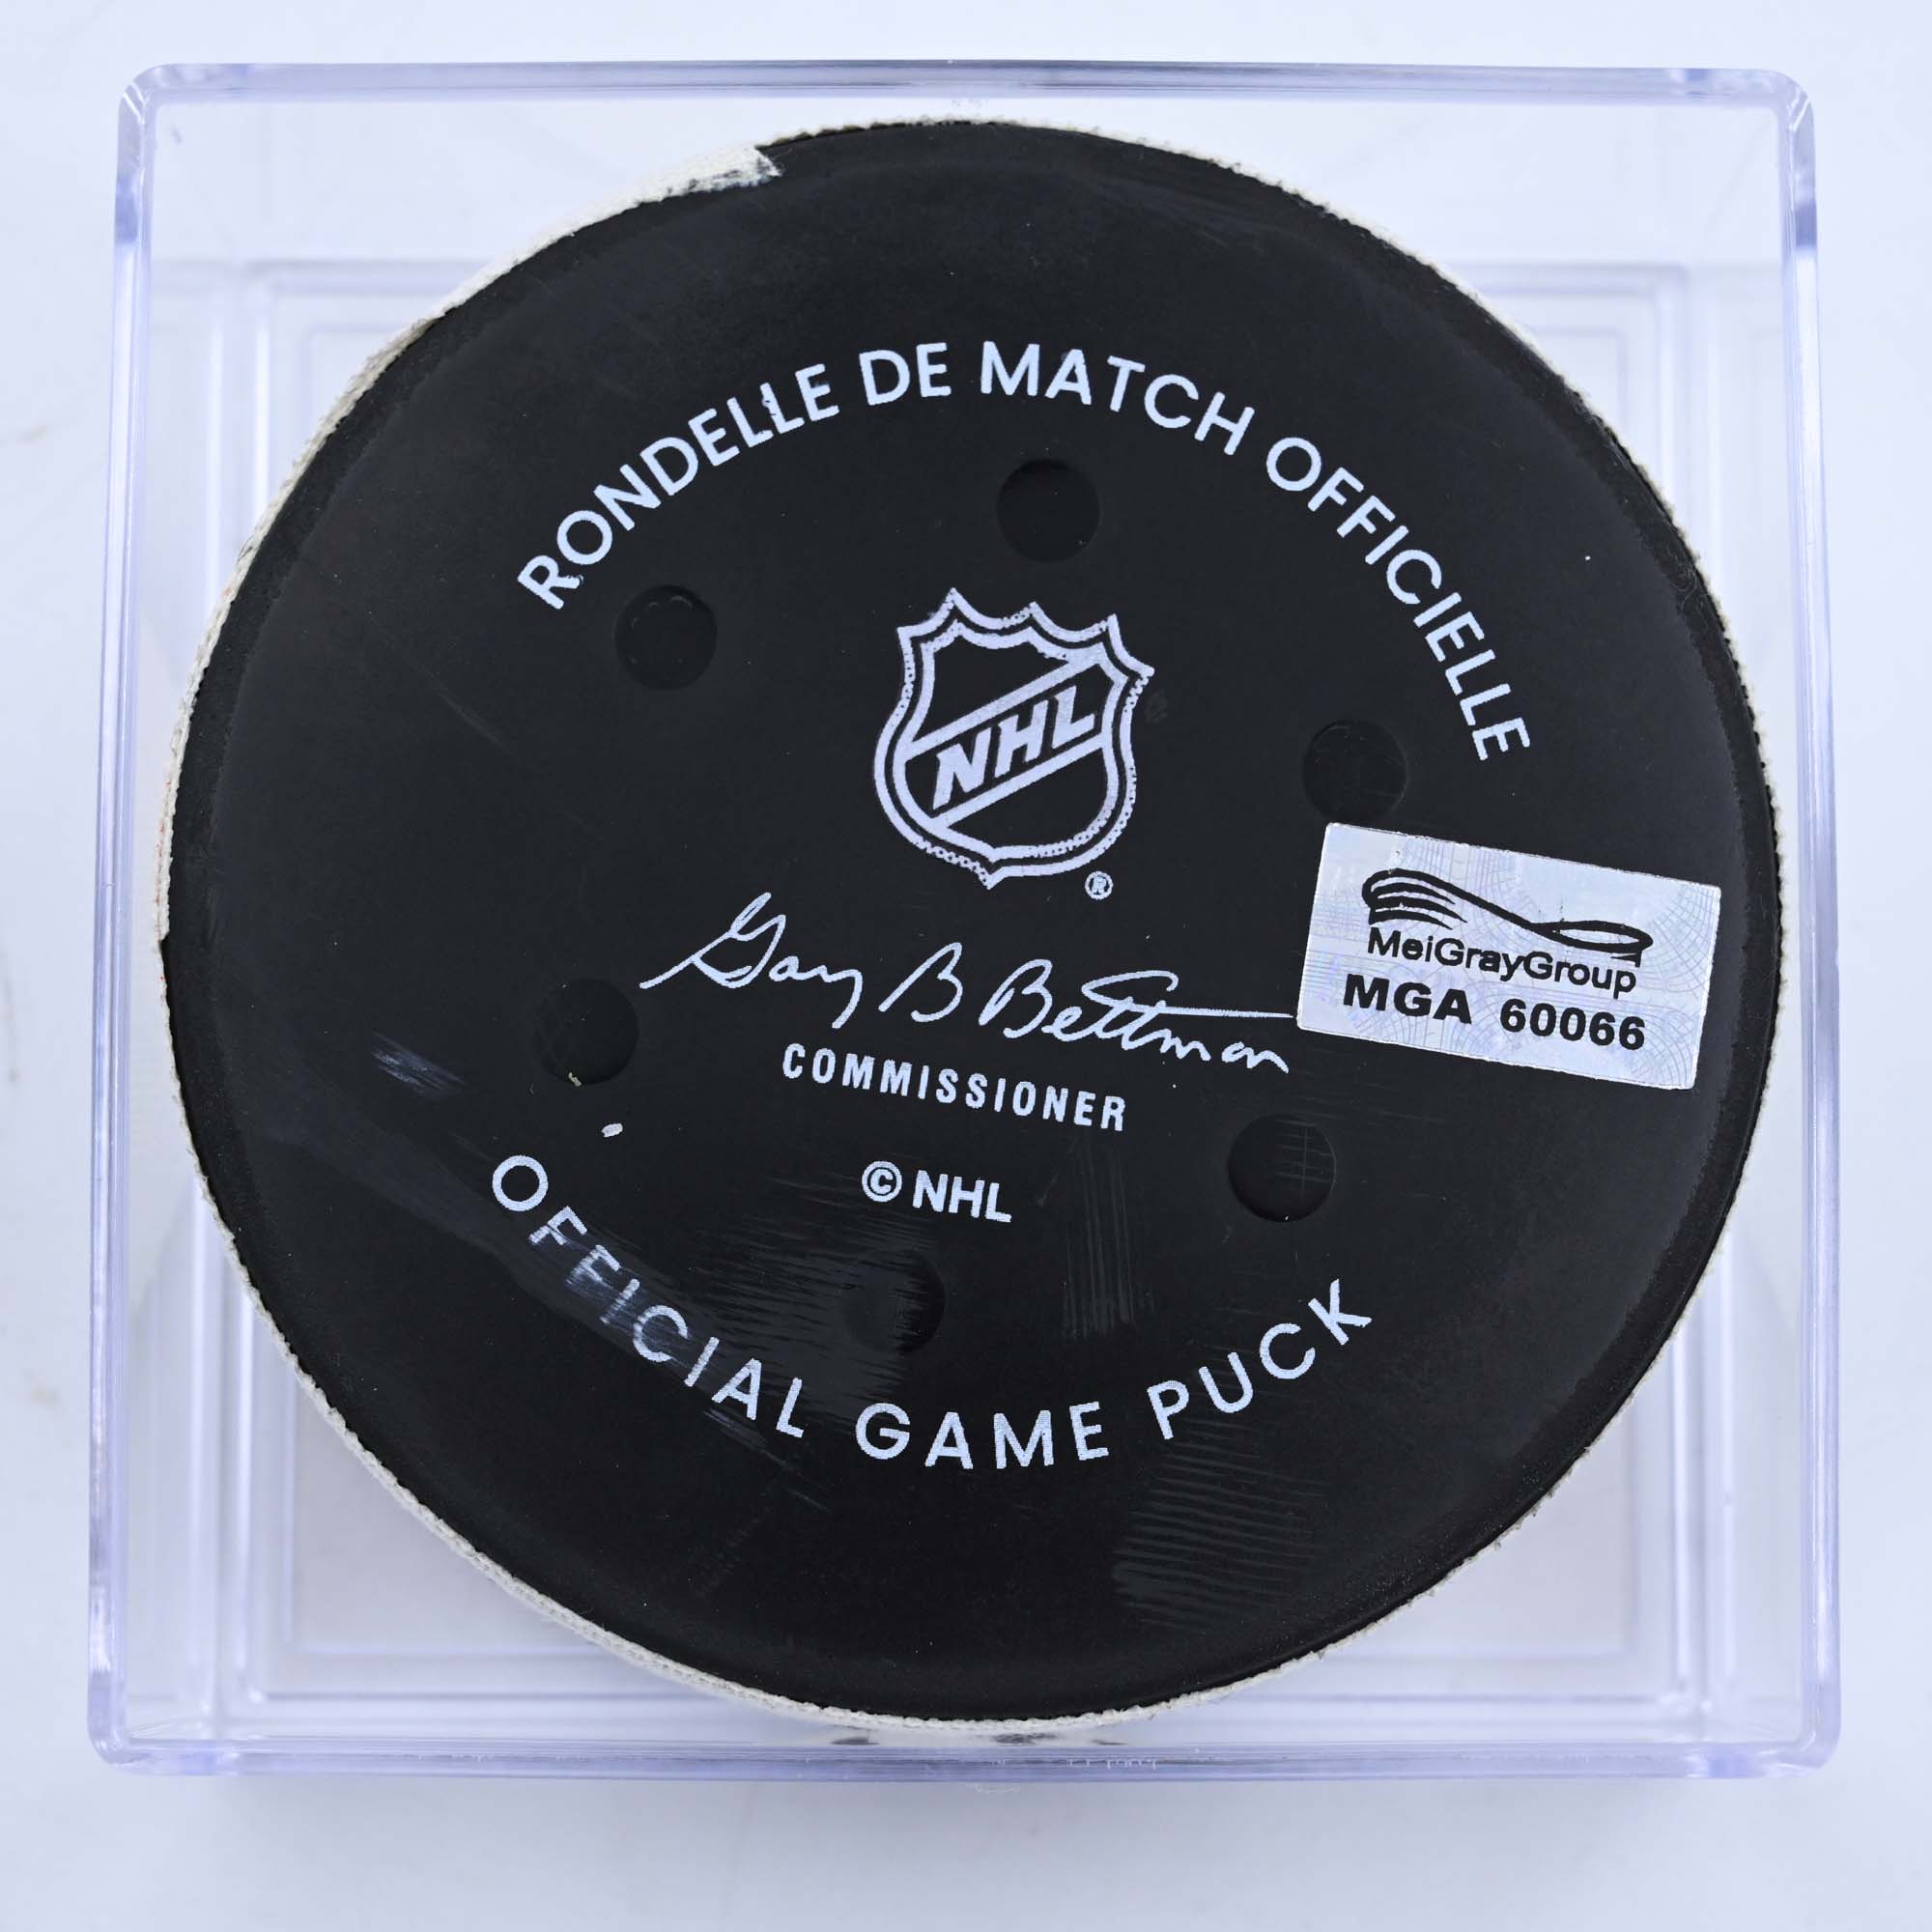 RONDELLE DE MATCH OFFICIELLE
NHL
®
Gary B Bettman
COMMISSIONER
© NHL
OFFICIAL GAME PUCK
MeiGrayGroup
MGA 60066